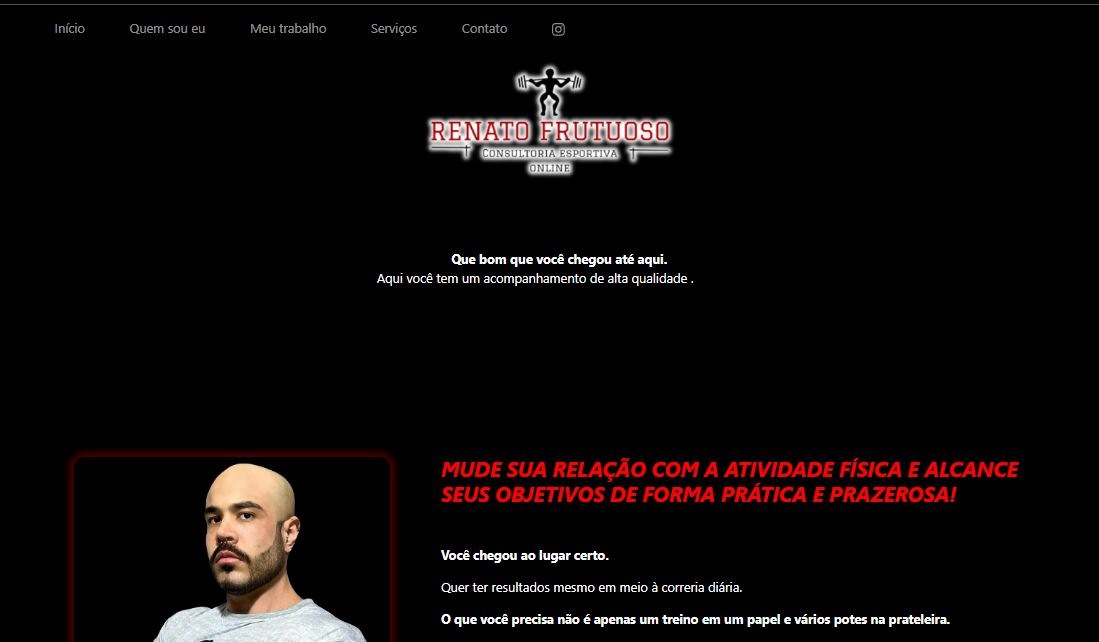 Início Quem sou eu Meu trabalho Serviços Contato
RENATO FRUTUOSO
CONSULTORIA ESPORTIVA
ONLINE
Que bom que você chegou até aqui.
Aqui você tem um acompanhamento de alta qualidade .
MUDE SUA RELAÇÃO COM A ATIVIDADE FÍSICA E ALCANCE
SEUS OBJETIVOS DE FORMA PRÁTICA E PRAZEROSA!
Você chegou ao lugar certo.
Quer ter resultados mesmo em meio à correria diária.
O que você precisa não é apenas um treino em um papel e vários potes na prateleira.